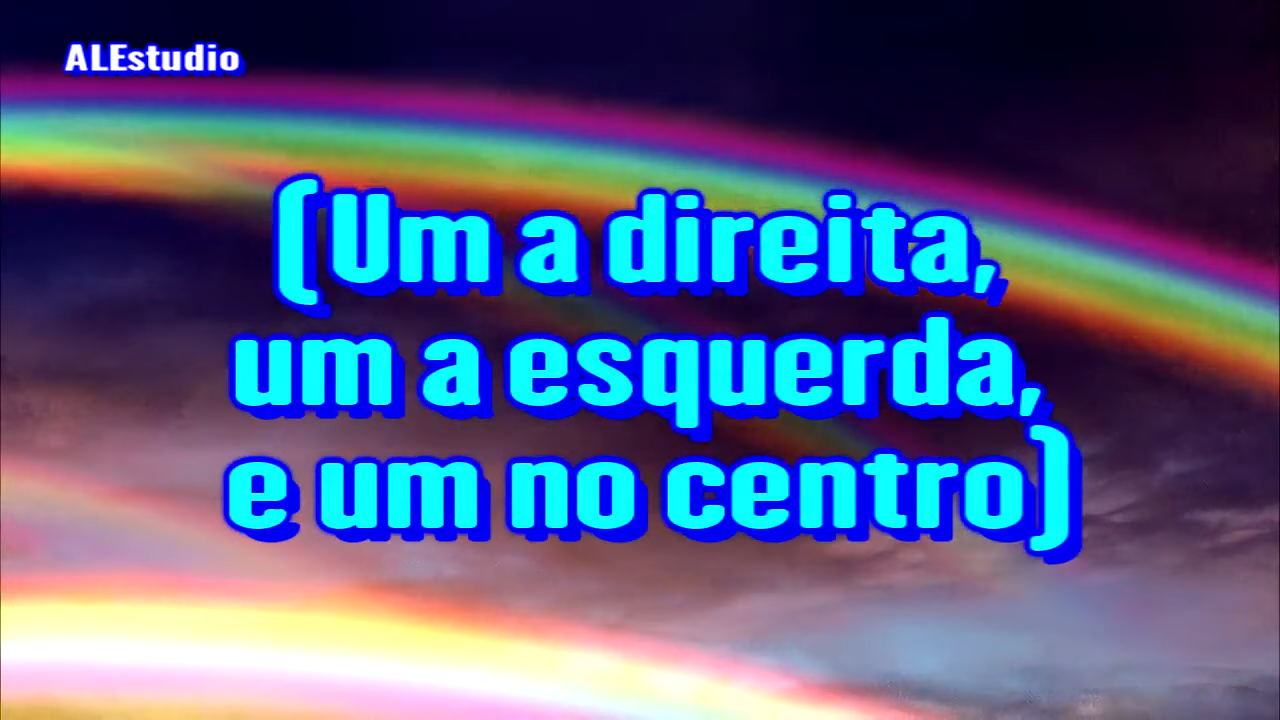 ALEstudio
(Um a direita,
um a esquerda,
e um no centro)